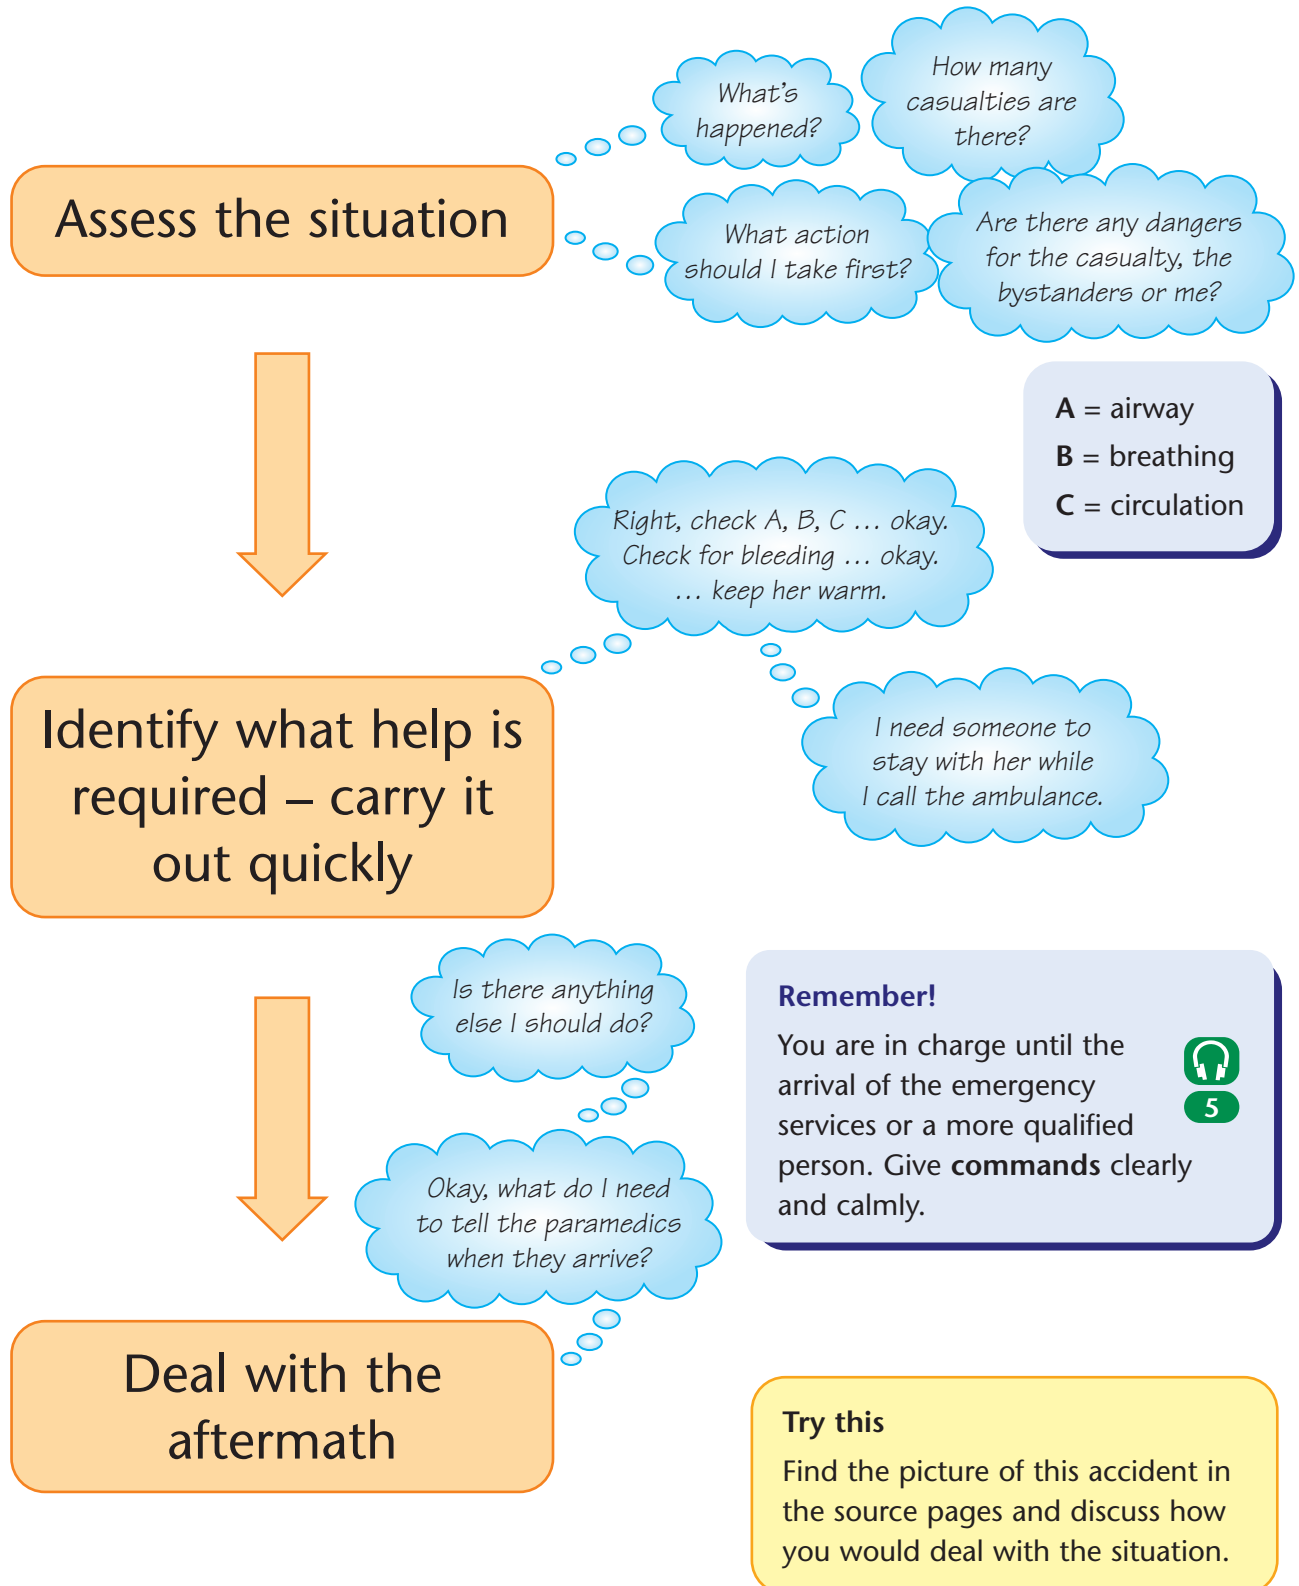 What's
happened?
How many
casualties are
there?
Assess the situation
What action
should I take first?
Are there any dangers
for the casualty, the
bystanders or me?
A = airway
B = breathing
C = circulation
Right, check A, B, C ... okay.
Check for bleeding ... okay.
... keep her warm.
Identify what help is
required – carry it
out quickly
I need someone to
stay with her while
I call the ambulance.
Is there anything
else I should do?
Remember!
You are in charge until the
arrival of the emergency
services or a more qualified
person. Give commands clearly
and calmly.
5
Okay, what do I need
to tell the paramedics
when they arrive?
Deal with the
aftermath
Try this
Find the picture of this accident in
the source pages and discuss how
you would deal with the situation.